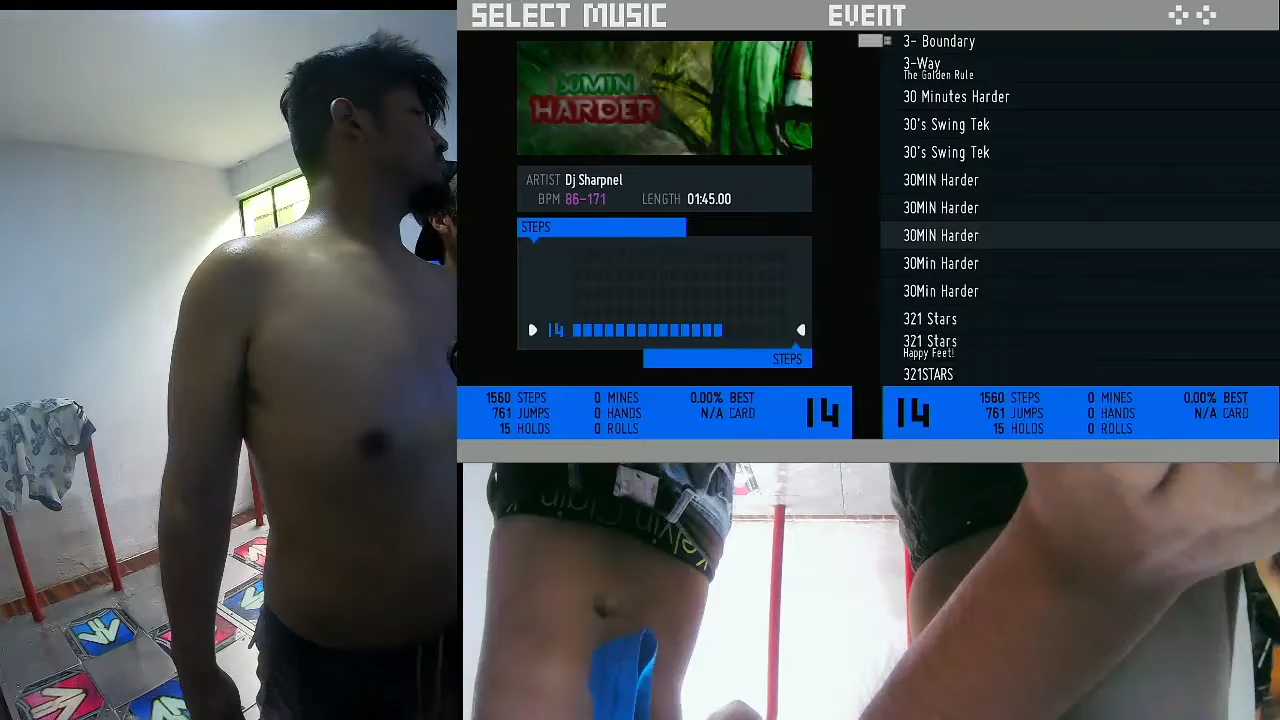 SELECT MUSIC
EVENT
30MIN
HARDER
ARTIST Dj Sharpnel
BPM 86-171 LENGTH 01:45.00
STEPS
14
STEPS
3- Boundary
3-Way
The Golden Rule
30 Minutes Harder
30's Swing Tek
30's Swing Tek
30MIN Harder
30MIN Harder
30MIN Harder
30Min Harder
30Min Harder
321 Stars
321 Stars
Happy Feet!
321STARS
1560 STEPS 0 MINES 0.00% BEST
761 JUMPS 0 HANDS N/A CARD
15 HOLDS 0 ROLLS
14
14
1560 STEPS 0 MINES 0.00% BEST
761 JUMPS 0 HANDS N/A CARD
15 HOLDS 0 ROLLS
Calvin Klein